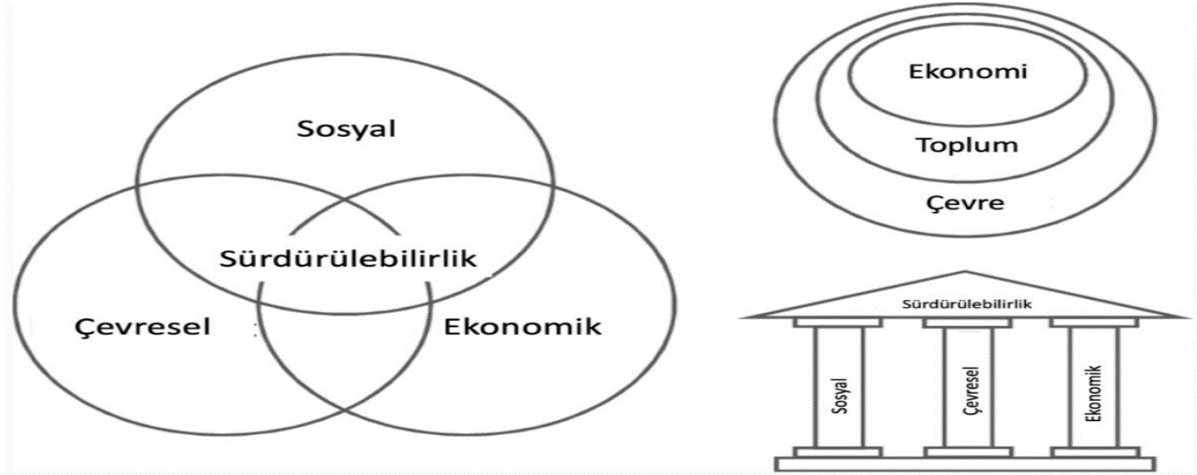 Sosyal
Sürdürülebilirlik
Çevresel
Ekonomik
Ekonomi
Toplum
Çevre
Sürdürülebilirlik
Sosyal
Çevresel
Ekonomik